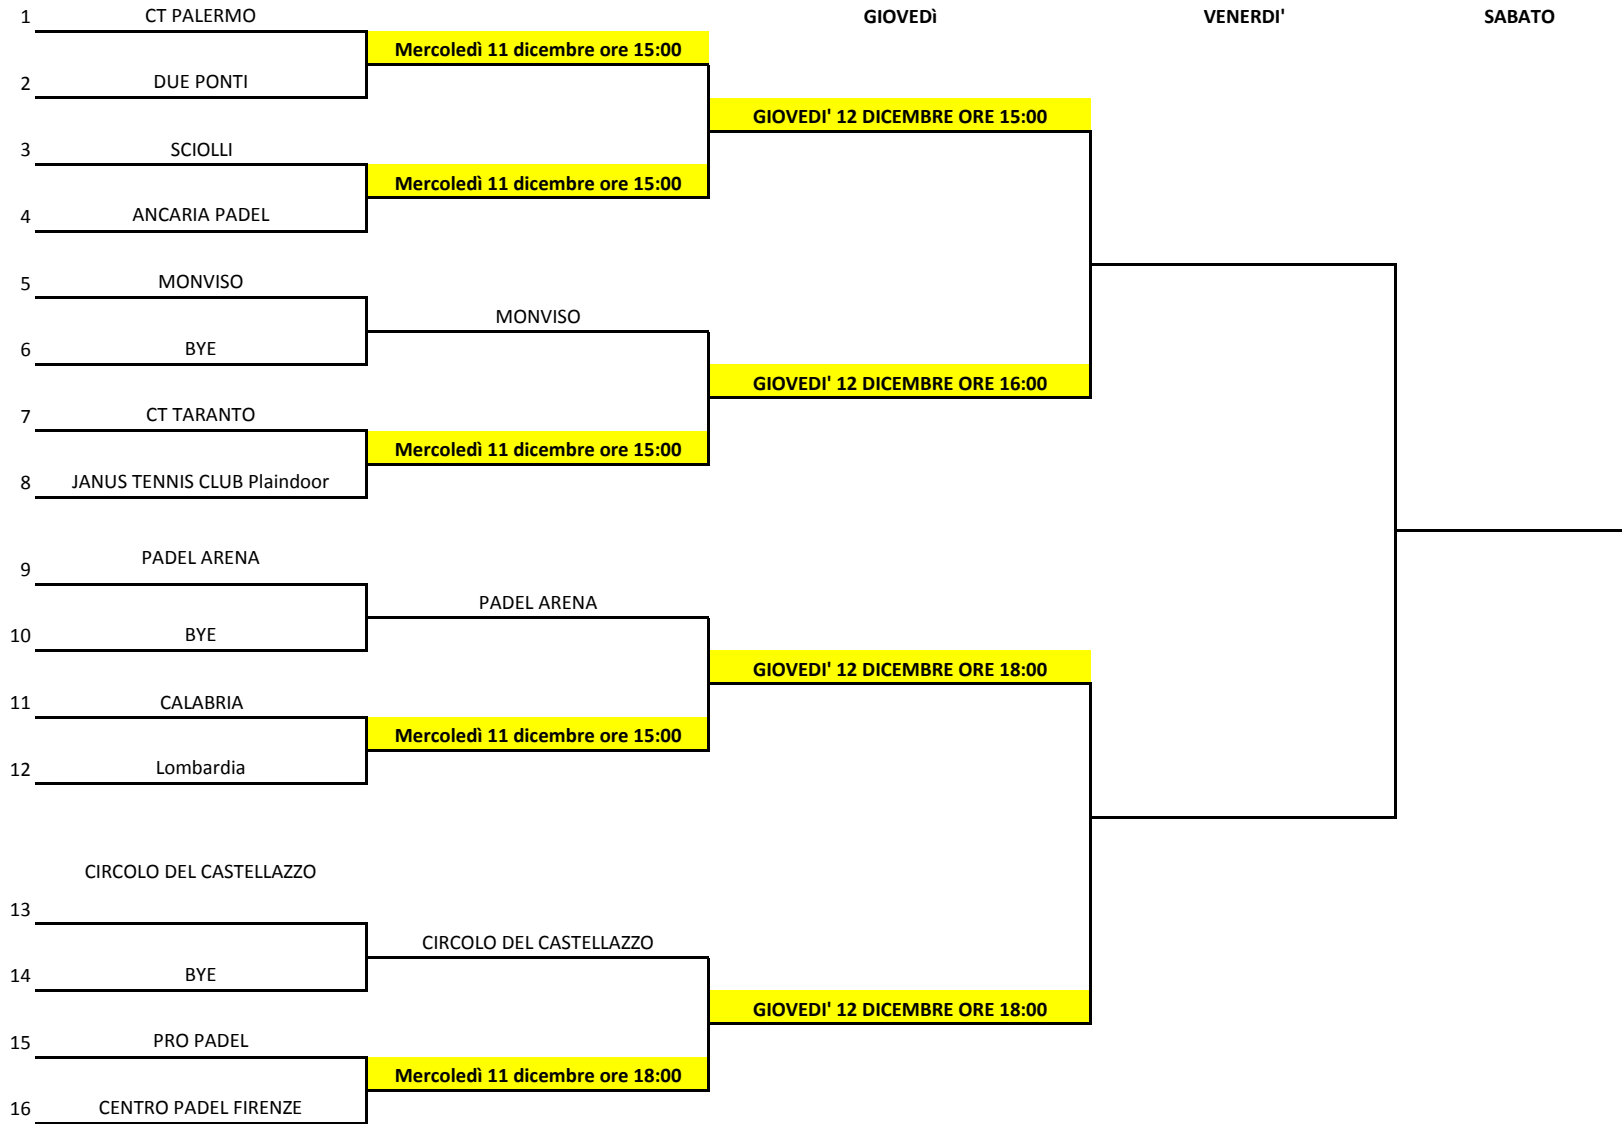 1 CT PALERMO GIOVEDì VENERDI' SABATO
Mercoledì 11 dicembre ore 15:00
2 DUE PONTI
GIOVEDI' 12 DICEMBRE ORE 15:00
3 SCIOLLI
Mercoledì 11 dicembre ore 15:00
4 ANCARIA PADEL
5 MONVISO
MONVISO
6 BYE
GIOVEDI' 12 DICEMBRE ORE 16:00
7 CT TARANTO
Mercoledì 11 dicembre ore 15:00
8 JANUS TENNIS CLUB Plaindoor
9 PADEL ARENA
PADEL ARENA
10 BYE
GIOVEDI' 12 DICEMBRE ORE 18:00
11 CALABRIA
Mercoledì 11 dicembre ore 15:00
12 Lombardia
CIRCOLO DEL CASTELLAZZO
13
CIRCOLO DEL CASTELLAZZO
14 BYE
GIOVEDI' 12 DICEMBRE ORE 18:00
15 PRO PADEL
Mercoledì 11 dicembre ore 18:00
16 CENTRO PADEL FIRENZE